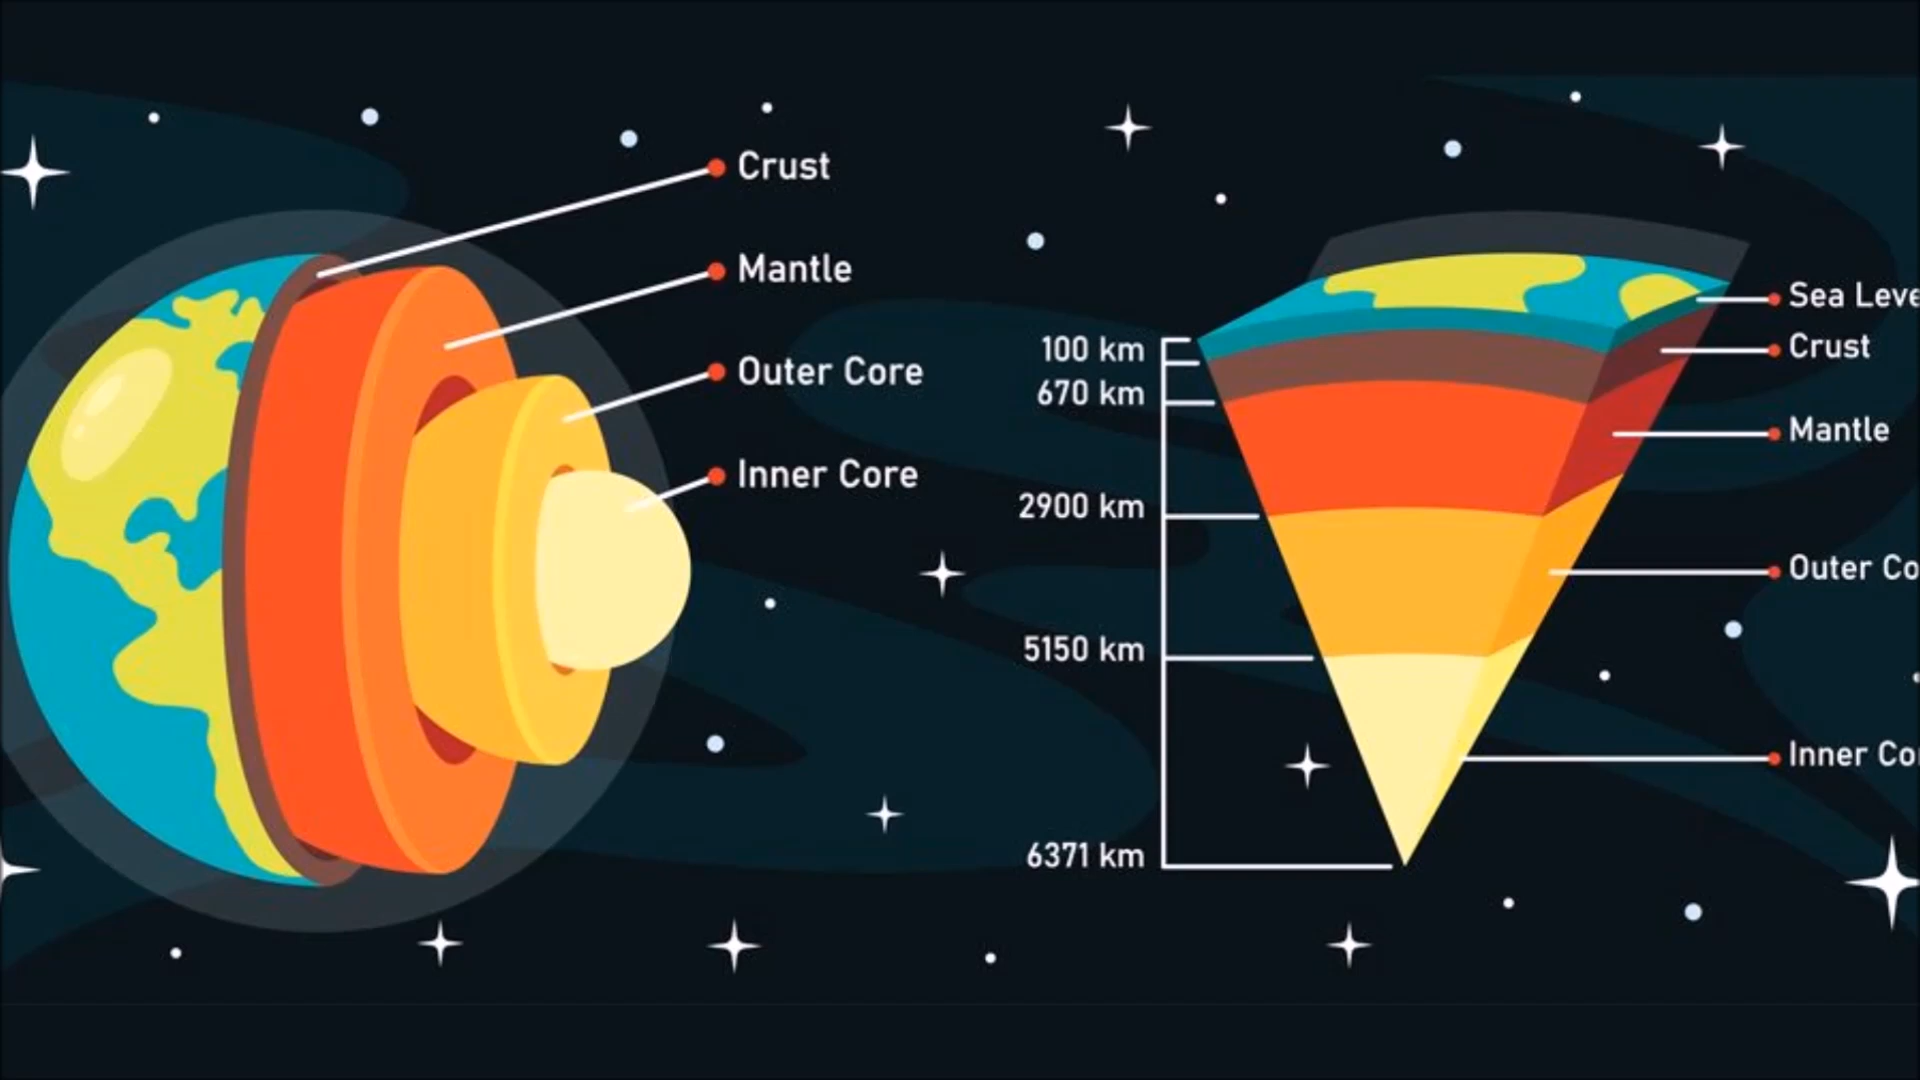 Crust
Mantle
Outer Core
Inner Core
100 km
670 km
2900 km
5150 km
6371 km
Sea Leve
Crust
Mantle
Outer Co
Inner Co